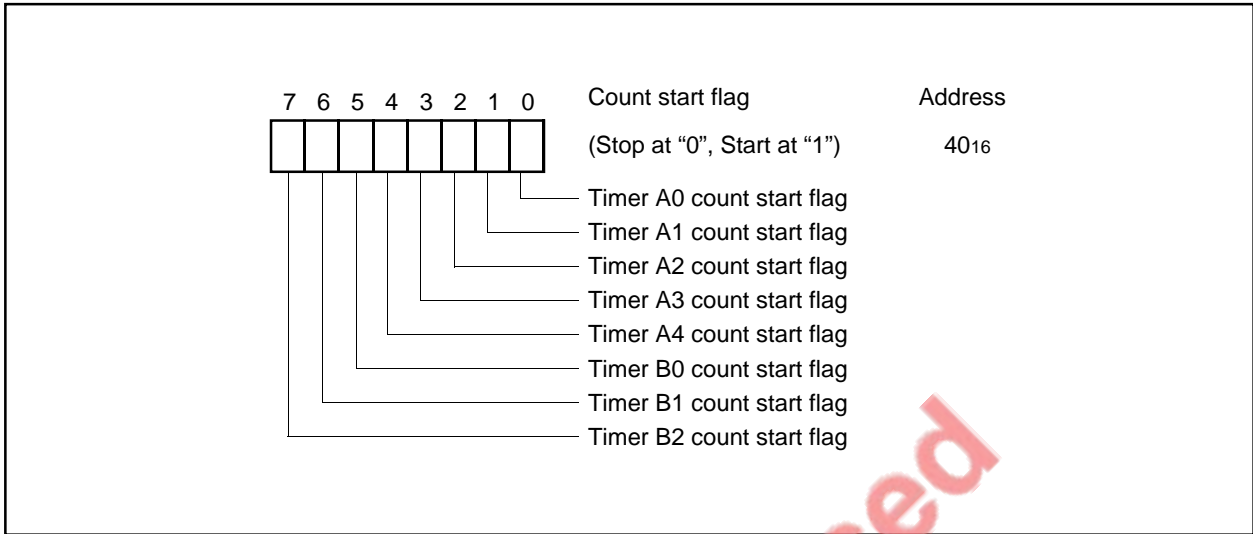 7 6 5 4 3 2 1 0 Count start flag Address
(Stop at “0”, Start at “1”) 4016
Timer A0 count start flag
Timer A1 count start flag
Timer A2 count start flag
Timer A3 count start flag
Timer A4 count start flag
Timer B0 count start flag
Timer B1 count start flag
Timer B2 count start flag